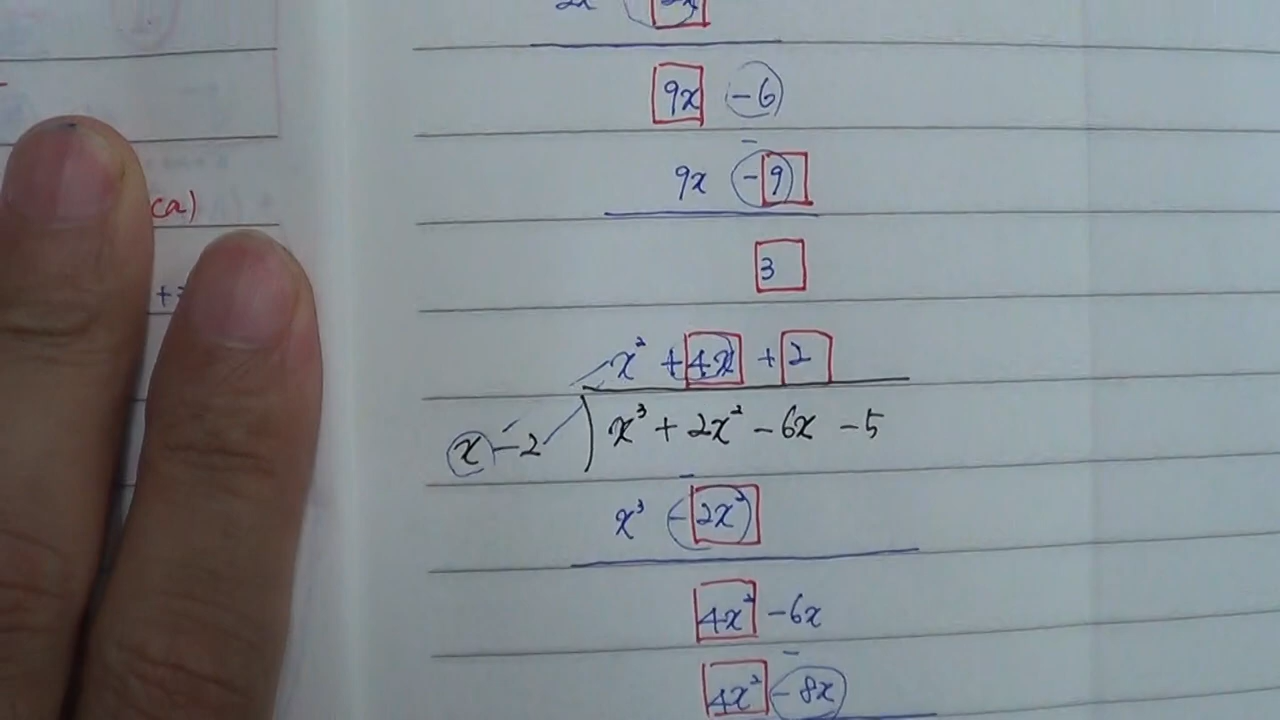 9x -6
9x -9
ca)
3
x² + 4x + 2
x - 2 ) x³ + 2x² - 6x - 5
x³ - 2x²
4x² - 6x
4x² - 8x